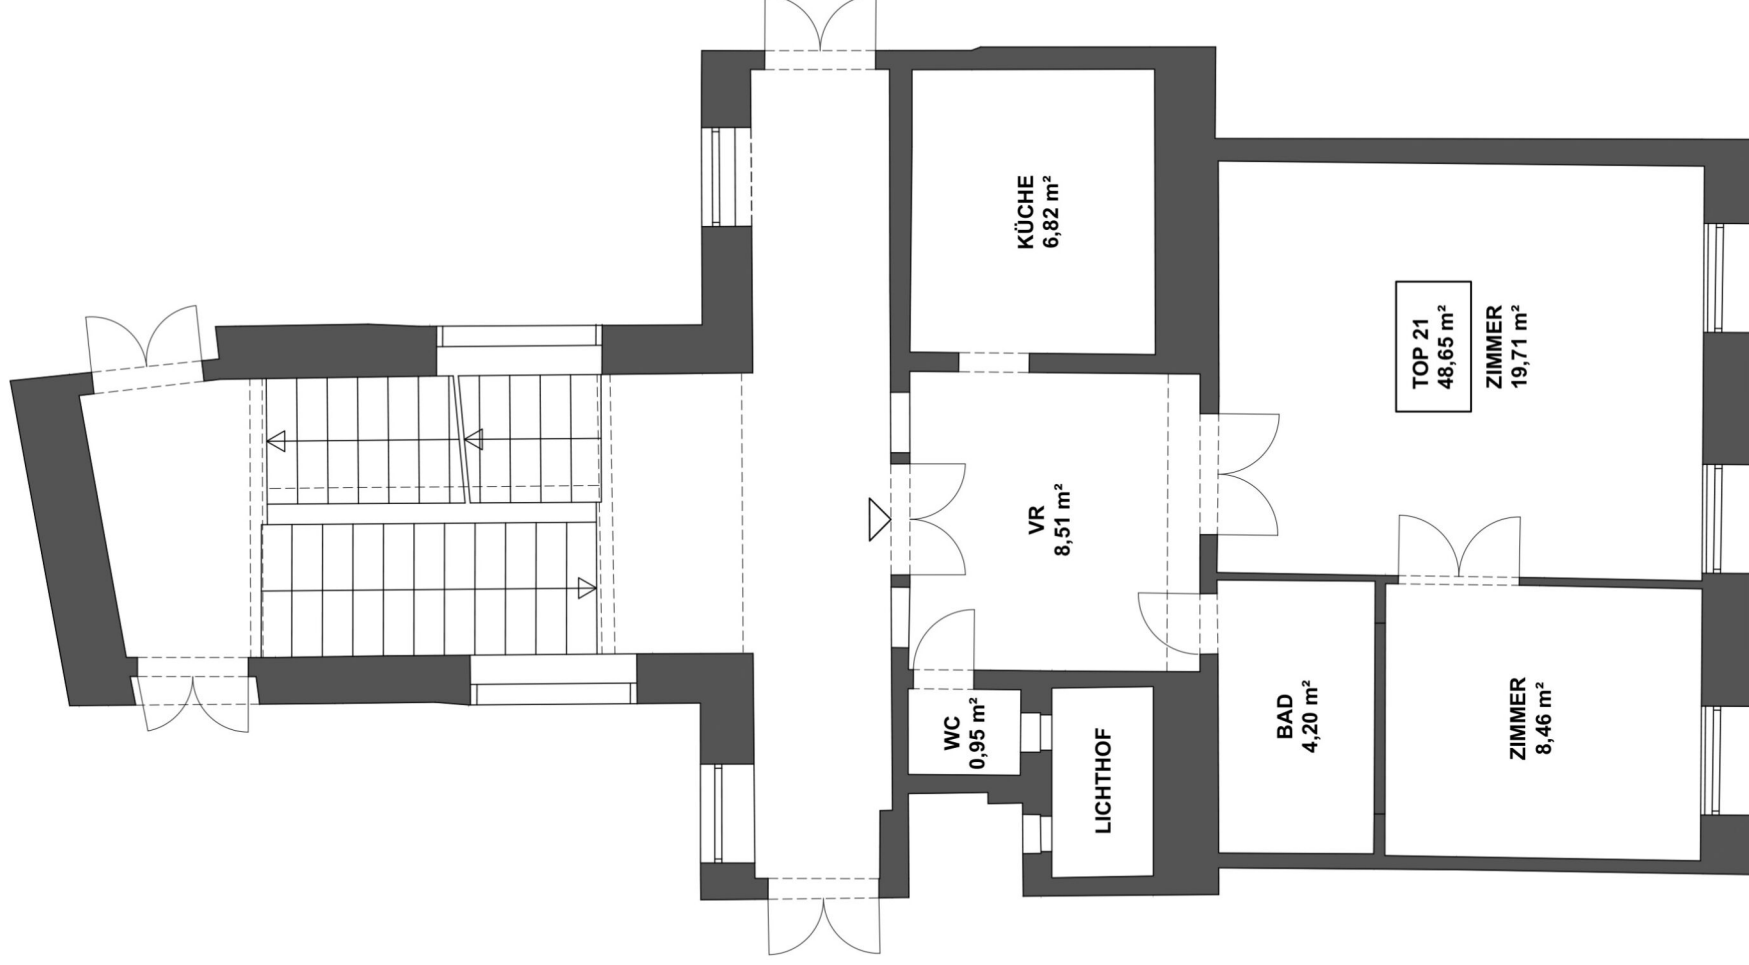 KÜCHE
6,82 m²
TOP 21
48,65 m²
ZIMMER
19,71 m²
VR
8,51 m²
WC
0,95 m²
LICHTHOF
BAD
4,20 m²
ZIMMER
8,46 m²